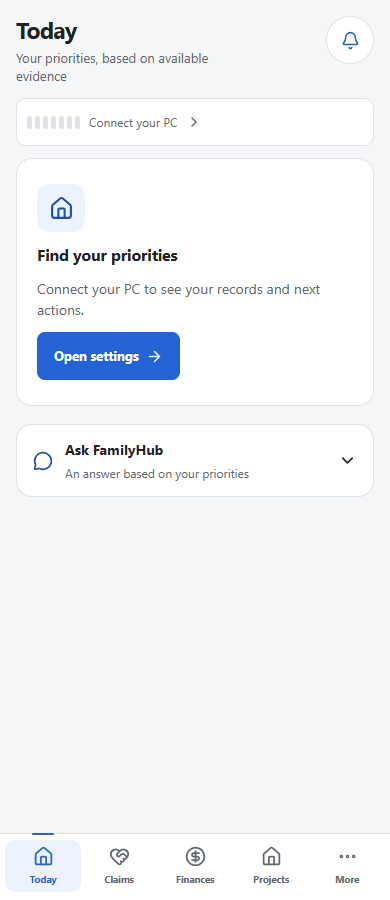 Today
Your priorities, based on available
evidence
Connect your PC
Find your priorities
Connect your PC to see your records and next
actions.
Open settings
Ask FamilyHub
An answer based on your priorities
Today
Claims
Finances
Projects
More